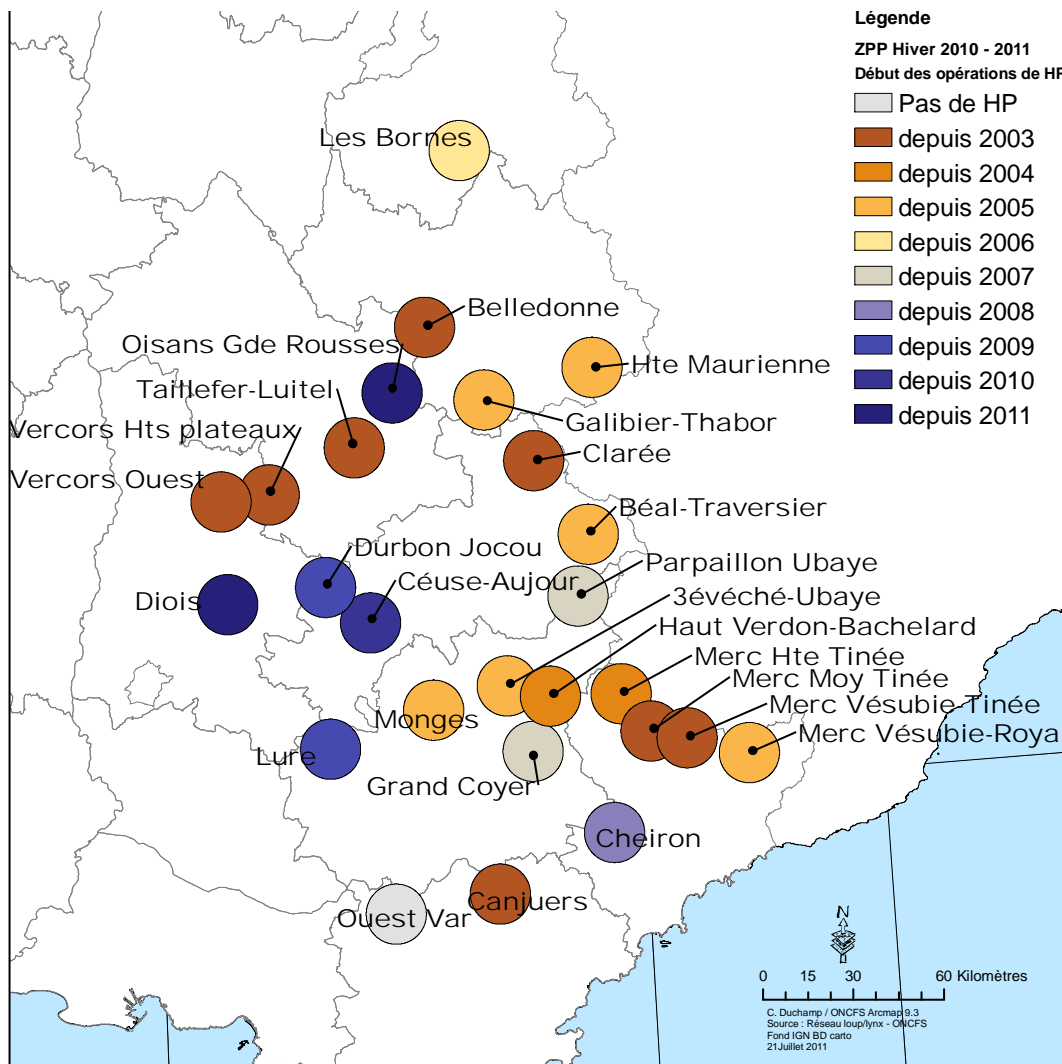 Légende
ZPP Hiver 2010 - 2011
Début des opérations de HP
Pas de HP
depuis 2003
depuis 2004
depuis 2005
depuis 2006
depuis 2007
depuis 2008
depuis 2009
depuis 2010
depuis 2011
Les Bornes
Belledonne
Oisans Gde Rousses
Hte Maurienne
Taillefer-Luitel
Galibier-Thabor
Vercors Hts plateaux
Clarée
Vercors Ouest
Béal-Traversier
Durbon Jocou
Parpaillon Ubaye
Céuse-Aujour
Diois
3évéché-Ubaye
Haut Verdon-Bachelard
Merc Hte Tinée
Merc Moy Tinée
Merc Vésubie-Tinée
Monges
Merc Vésubie-Roya
Lure
Grand Coyer
Cheiron
Canjuers
Ouest Var
N
0 15 30 60 Kilomètres
C. Duchamp / ONCFS Arcmap 9.3
Source : Réseau loup/lynx - ONCFS
Fond IGN BD carto
21Juillet 2011